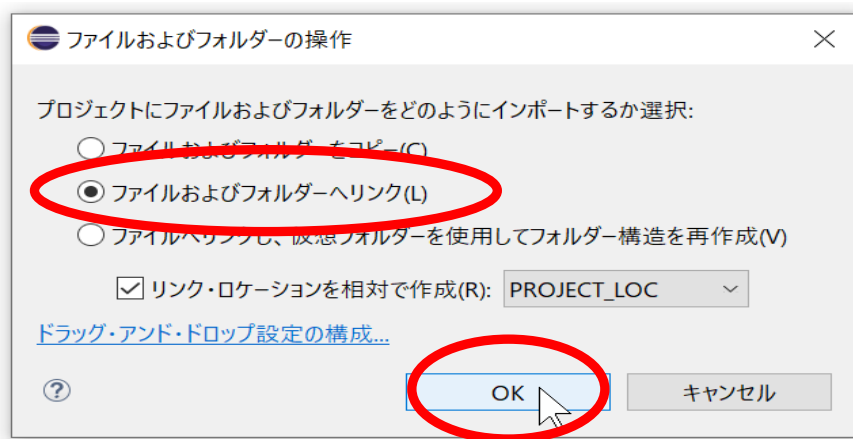 ファイルおよびフォルダーの操作
プロジェクトにファイルおよびフォルダーをどのようにインポートするか選択:
ファイルおよびフォルダーをコピー(C)
ファイルおよびフォルダーへリンク(L)
ファイルへリンクし、仮想フォルダーを使用してフォルダー構造を再作成(V)
リンク・ロケーションを相対で作成(R): PROJECT_LOC
ドラッグ・アンド・ドロップ設定の構成...
? OK キャンセル